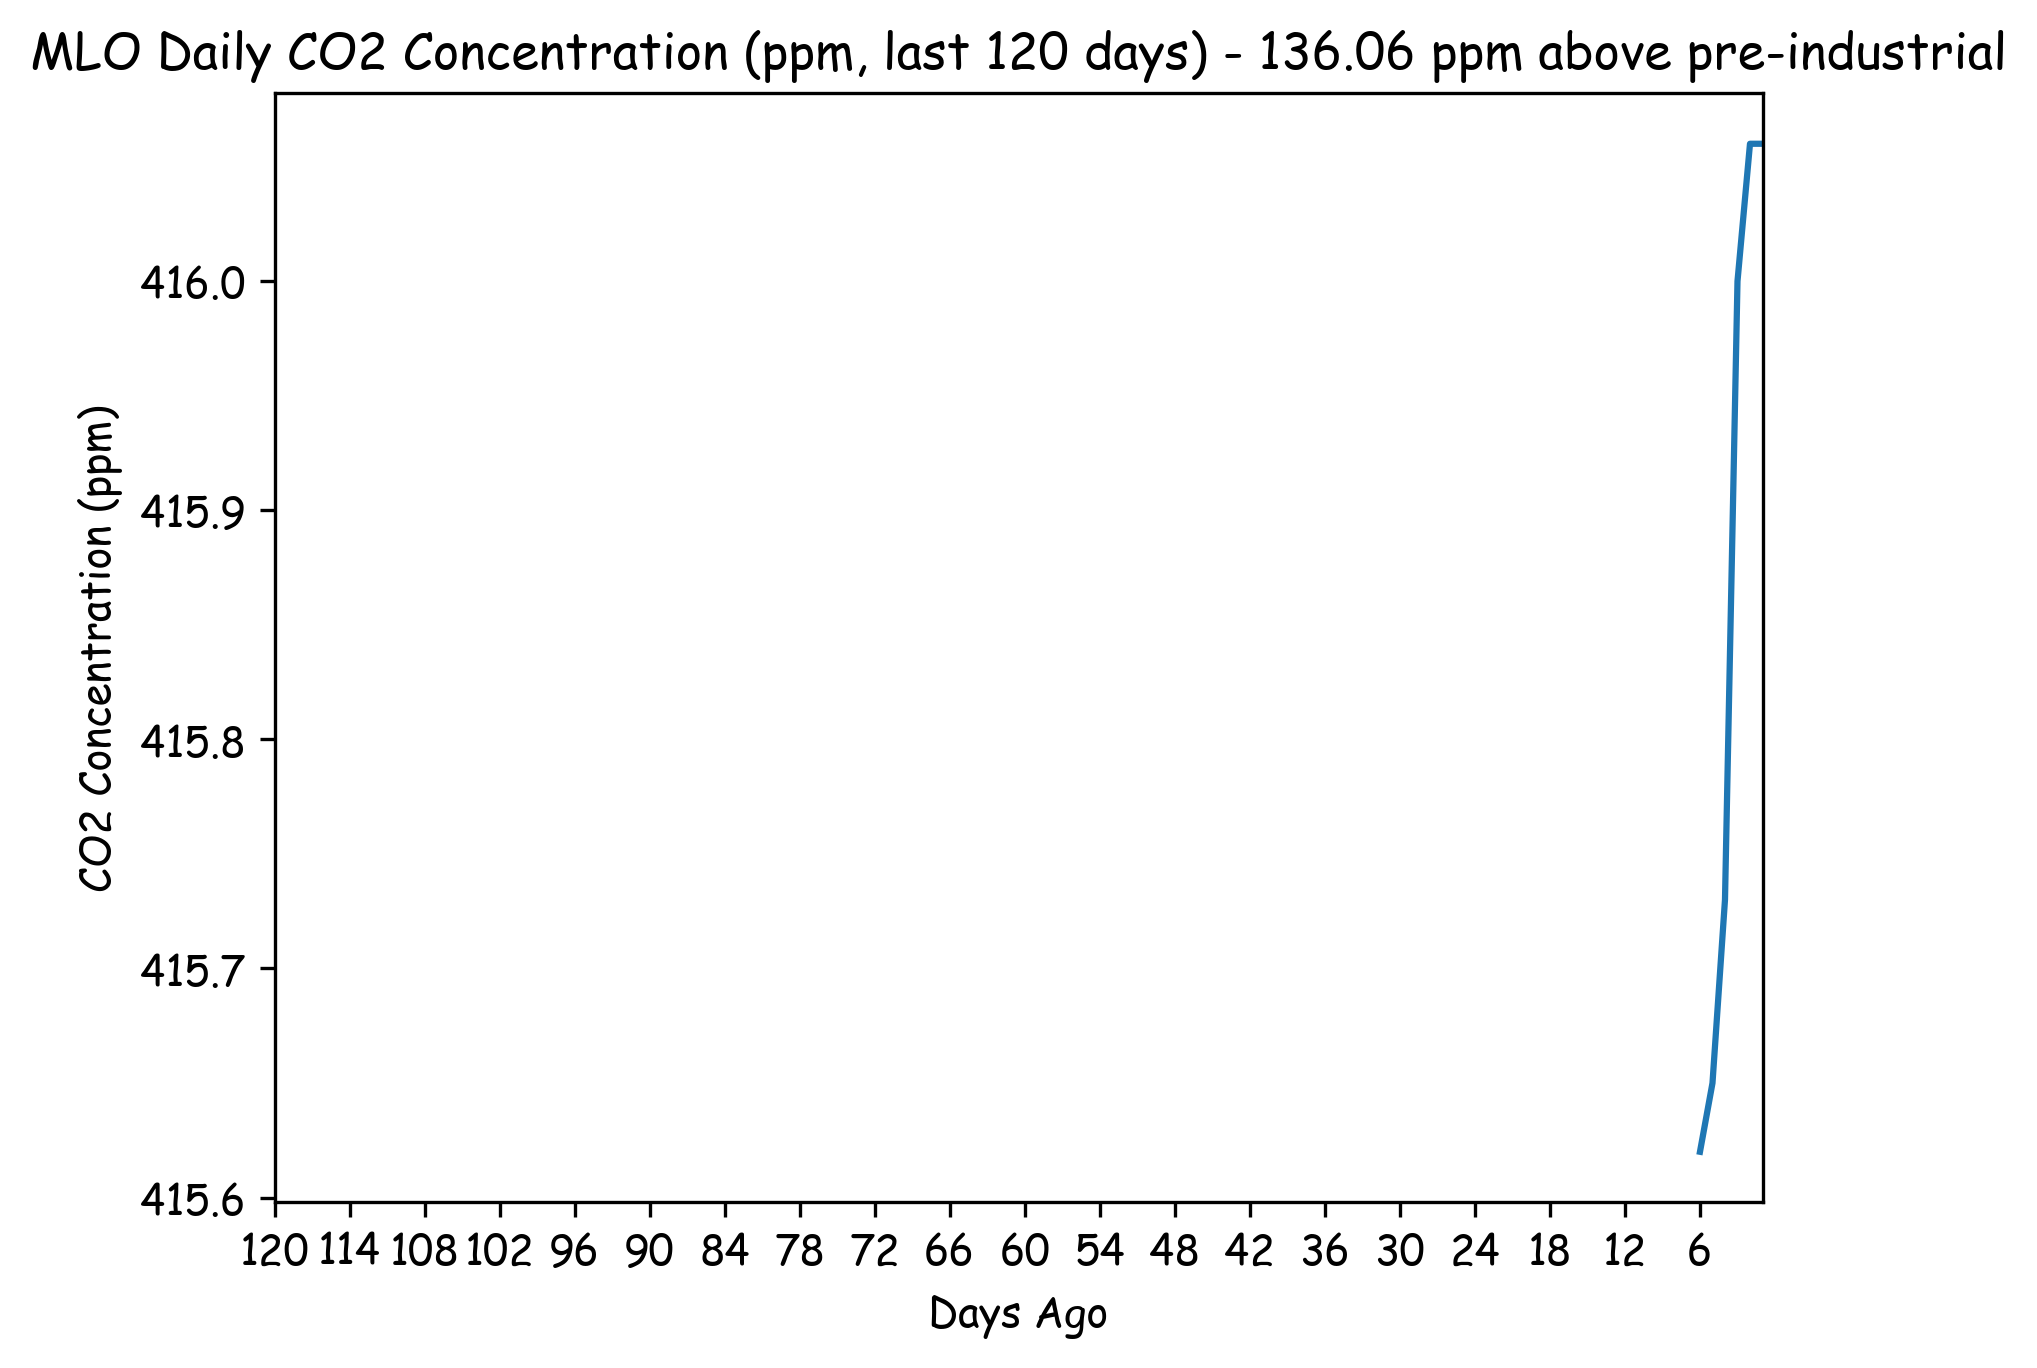 MLO Daily CO2 Concentration (ppm, last 120 days) - 136.06 ppm above pre-industrial
CO2 Concentration (ppm)
416.0
415.9
415.8
415.7
415.6
120 114 108 102 96 90 84 78 72 66 60 54 48 42 36 30 24 18 12 6
Days Ago